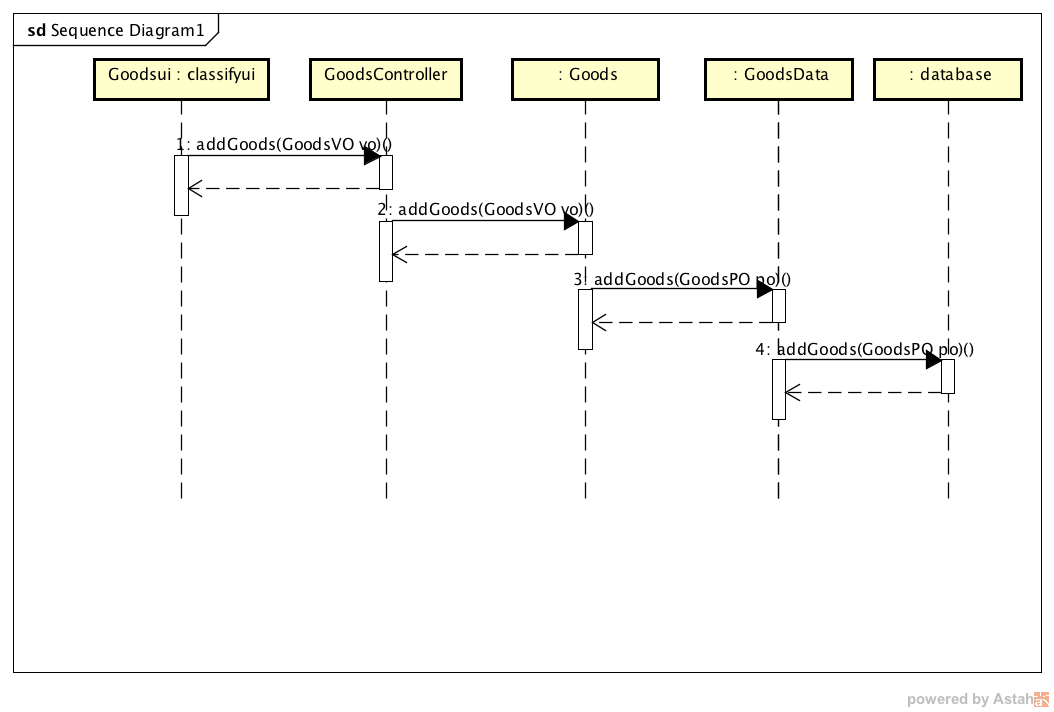 sd Sequence Diagram1
Goodsui : classifyui
GoodsController
: Goods
: GoodsData
: database
1: addGoods(GoodsVO vo)()
2: addGoods(GoodsVO vo)()
3: addGoods(GoodsPO po)()
4: addGoods(GoodsPO po)()
powered by Astah